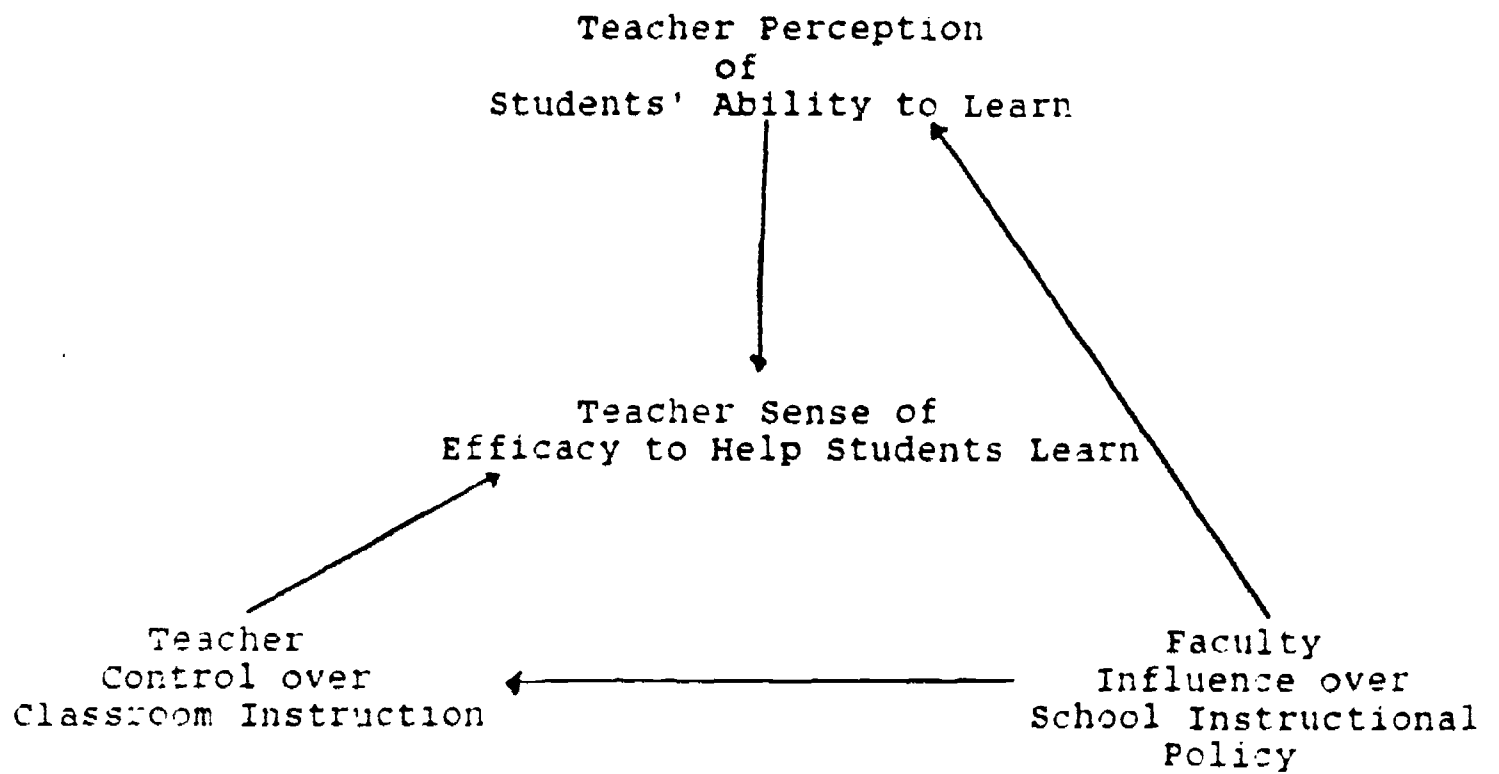 Teacher Perception
of
Students' Ability to Learn
Teacher Sense of
Efficacy to Help Students Learn
Teacher
Control over
Classroom Instruction
Faculty
Influence over
School Instructional
Policy